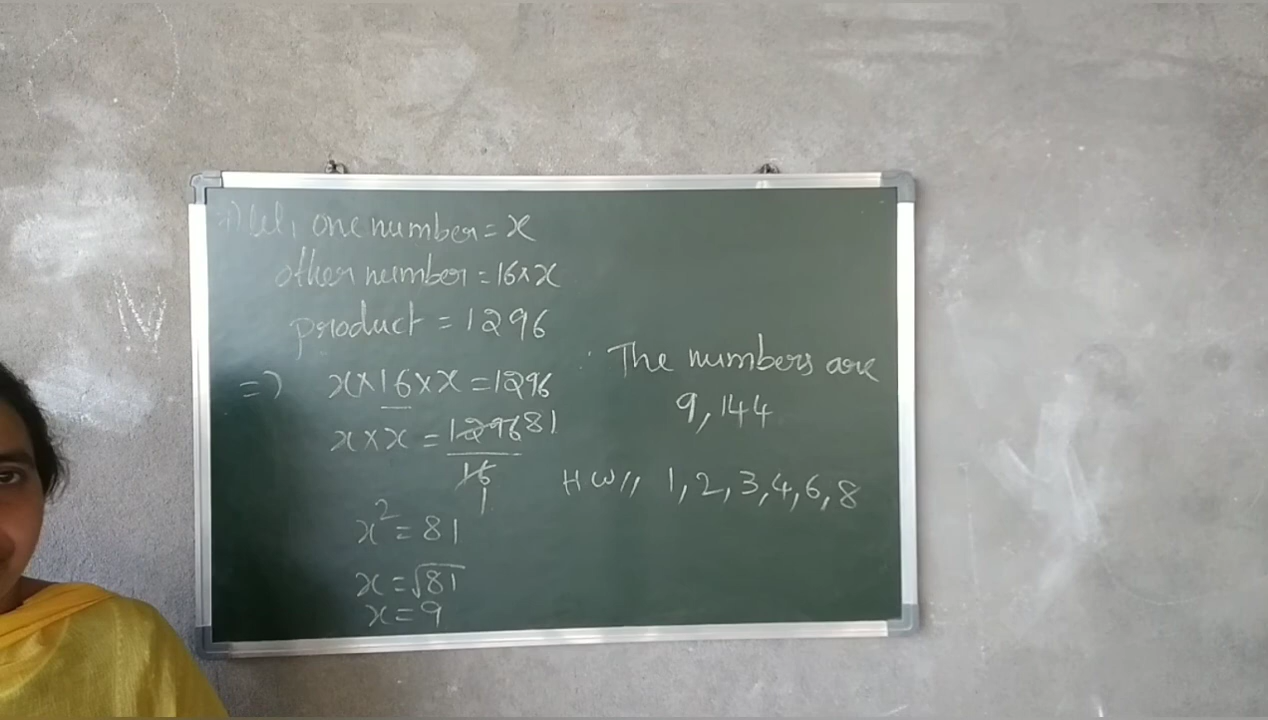 one number = x
other number = 16 × x
product = 1296
=) x × 16 × x = 1296
x × x = 1296 81
16
1
x² = 81
x = √81
x = 9
The numbers are
9, 144
HW// 1, 2, 3, 4, 6, 8